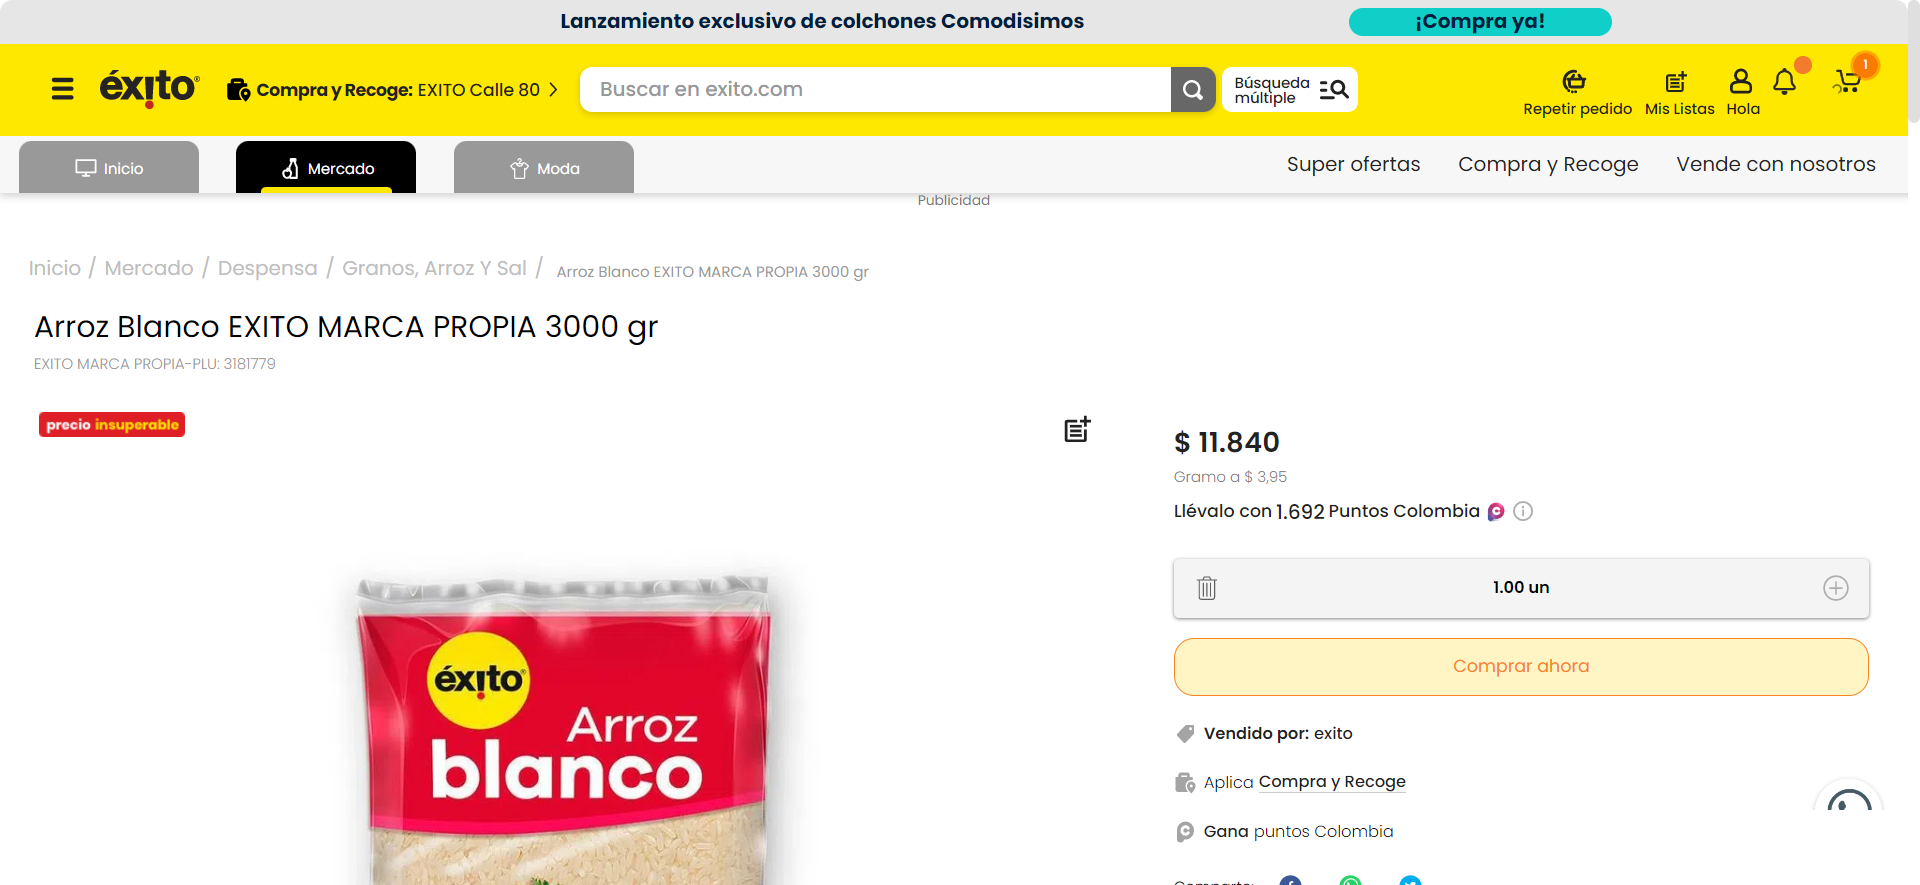 Lanzamiento exclusivo de colchones Comodisimos
¡Compra ya!
éxito
Compra y Recoge: EXITO Calle 80
Buscar en exito.com
Búsqueda
múltiple
Repetir pedido
Mis Listas
Hola
1
Inicio
Mercado
Moda
Super ofertas
Compra y Recoge
Vende con nosotros
Publicidad
Inicio / Mercado / Despensa / Granos, Arroz Y Sal / Arroz Blanco EXITO MARCA PROPIA 3000 gr
Arroz Blanco EXITO MARCA PROPIA 3000 gr
EXITO MARCA PROPIA-PLU: 3181779
precio insuperable
$ 11.840
Gramo a $ 3,95
Llévalo con 1.692 Puntos Colombia
1.00 un
Comprar ahora
Vendido por: exito
Aplica Compra y Recoge
Gana puntos Colombia
éxito
Arroz
blanco